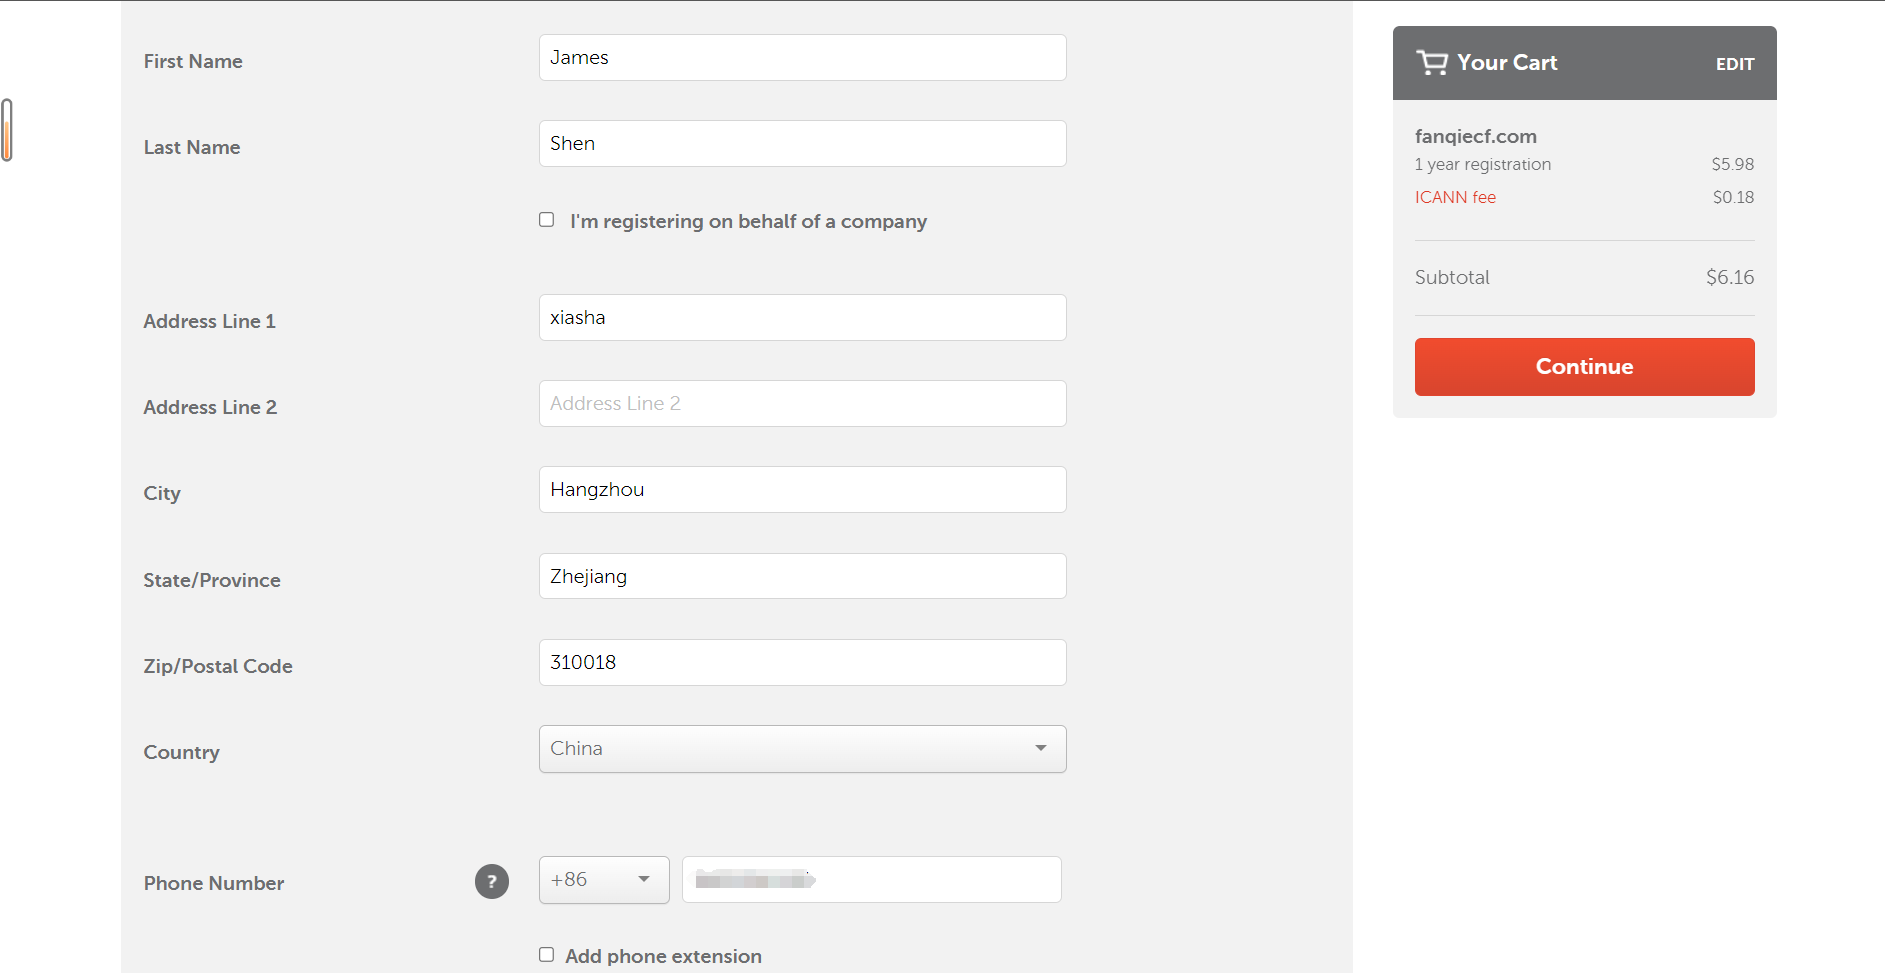 First Name
James
Last Name
Shen
I'm registering on behalf of a company
Address Line 1
xiasha
Address Line 2
Address Line 2
City
Hangzhou
State/Province
Zhejiang
Zip/Postal Code
310018
Country
China
Phone Number
?
+86
Add phone extension
Your Cart
EDIT
fanqiecf.com
1 year registration
$5.98
ICANN fee
$0.18
Subtotal
$6.16
Continue